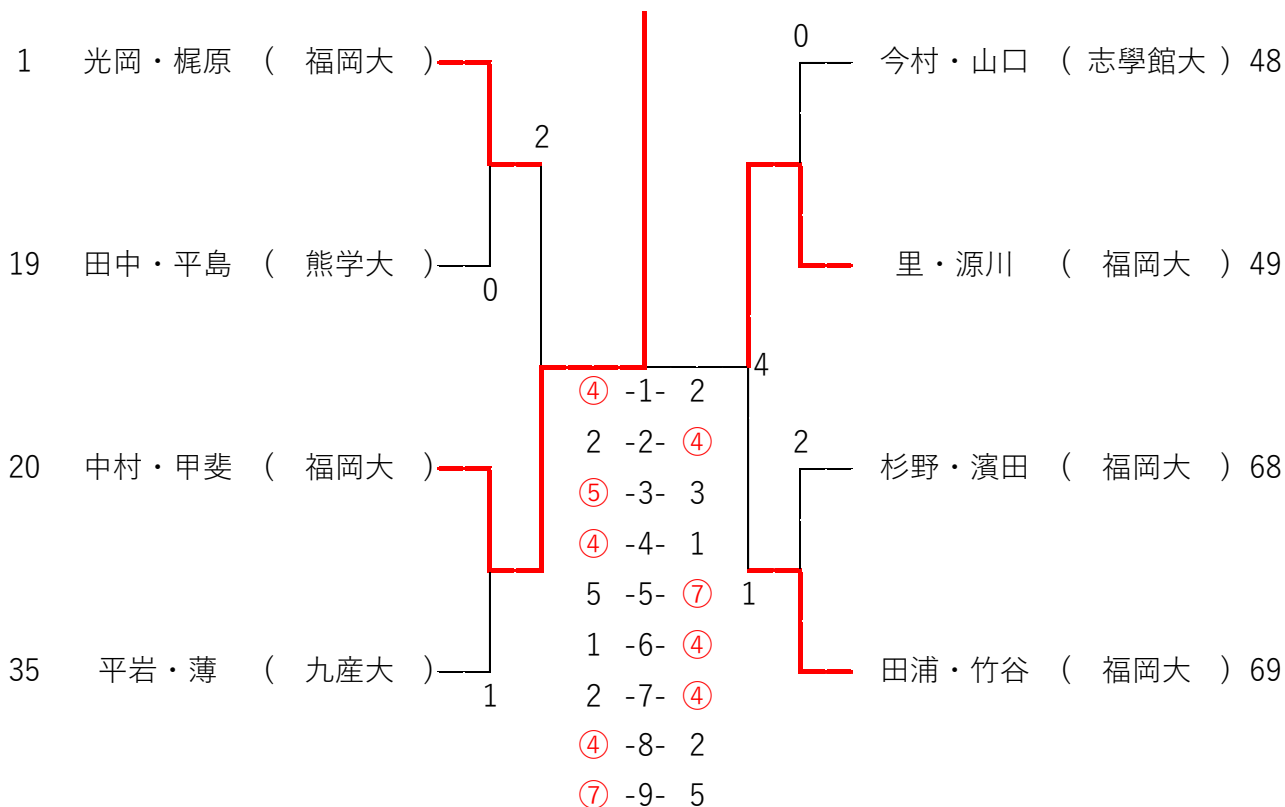 0
1 光岡・梶原 ( 福岡大 ) 今村・山口 ( 志學館大 ) 48
2
19 田中・平島 ( 熊学大 ) 里・源川 ( 福岡大 ) 49
0
4
④ -1- 2
2 -2- ④ 2
20 中村・甲斐 ( 福岡大 ) 杉野・濱田 ( 福岡大 ) 68
⑤ -3- 3
④ -4- 1
5 -5- ⑦ 1
1 -6- ④
35 平岩・薄 ( 九産大 ) 田浦・竹谷 ( 福岡大 ) 69
1 2 -7- ④
④ -8- 2
⑦ -9- 5